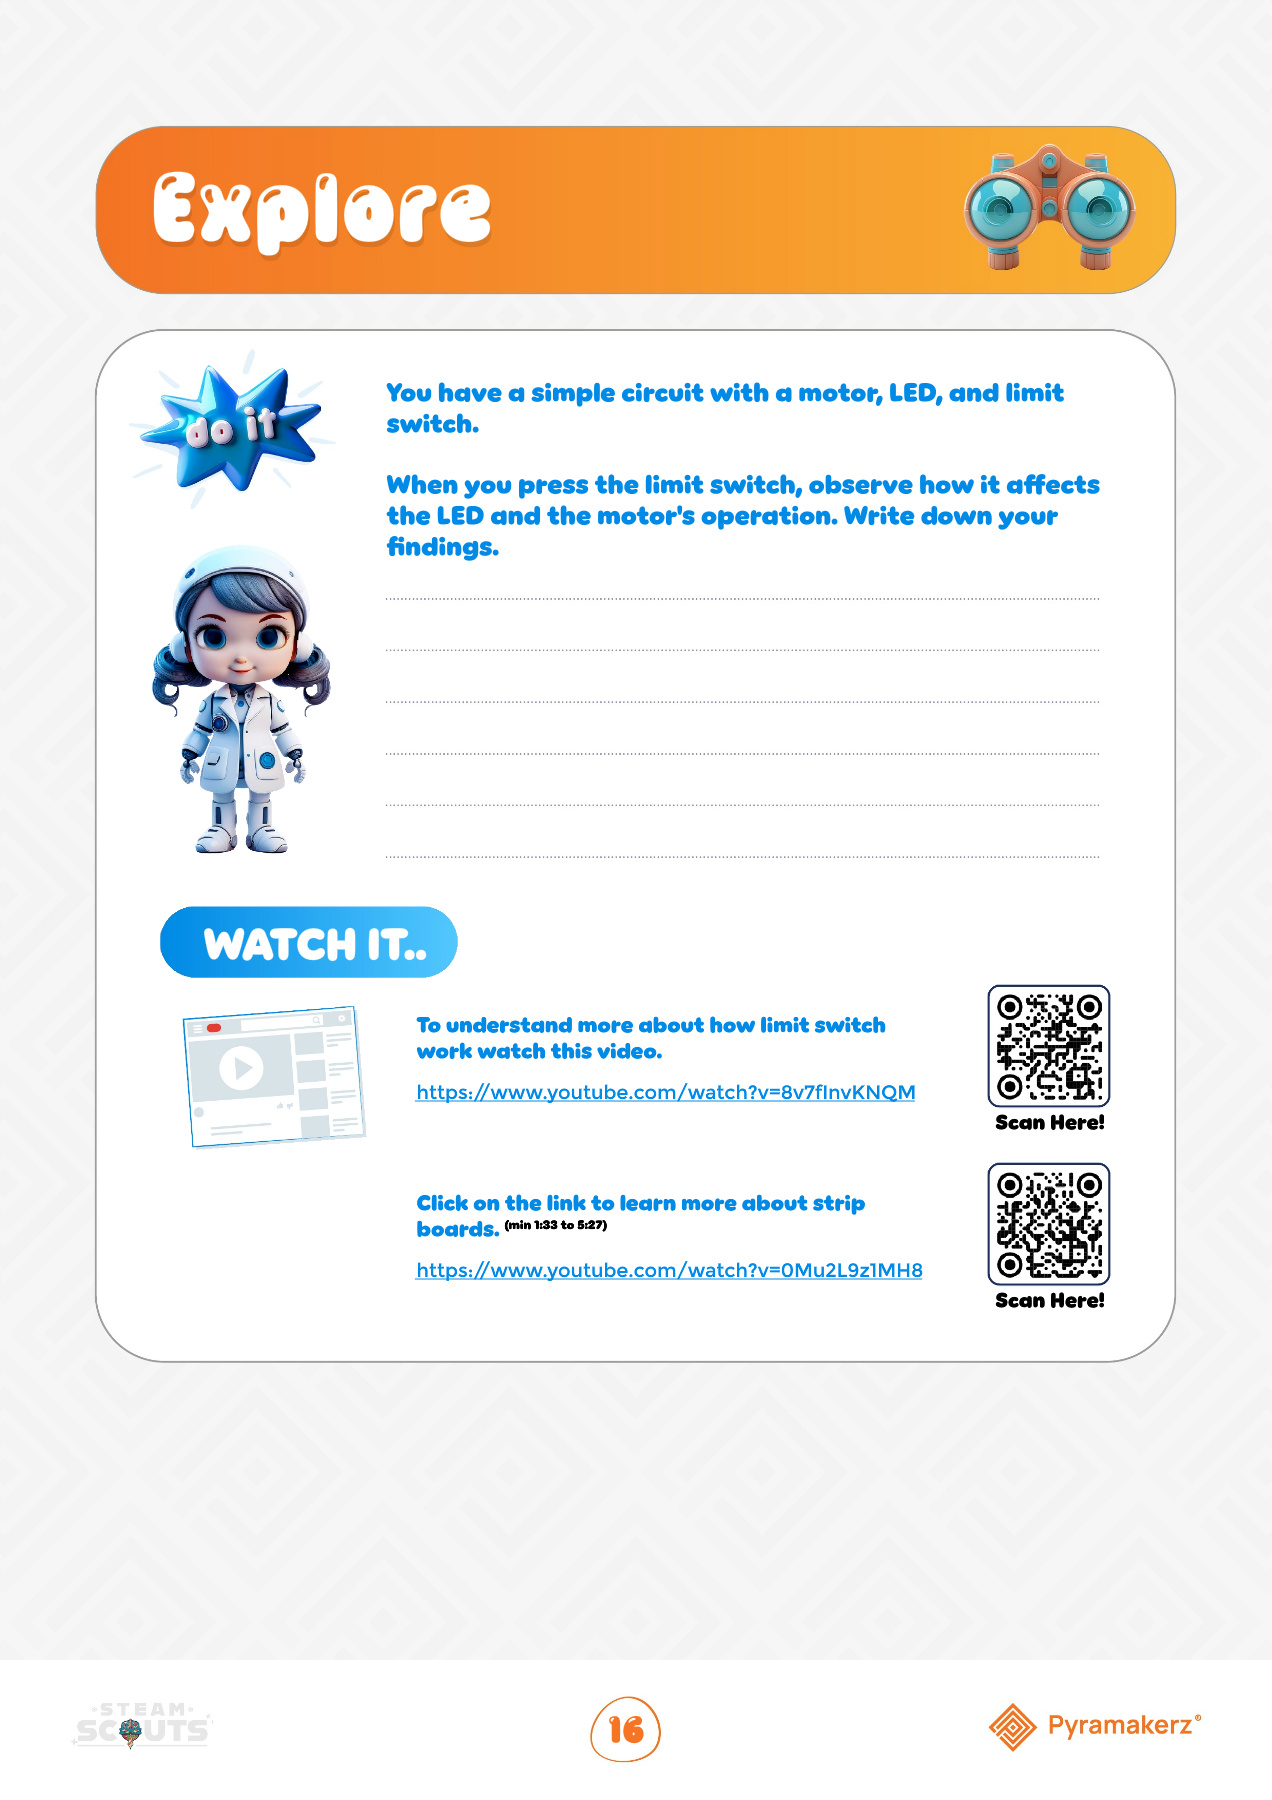 Explore
do it
You have a simple circuit with a motor, LED, and limit
switch.
When you press the limit switch, observe how it affects
the LED and the motor's operation. Write down your
findings.
WATCH IT..
To understand more about how limit switch
work watch this video.
https://www.youtube.com/watch?v=8v7fInvKNQM
Scan Here!
Click on the link to learn more about strip
boards. (min 1:33 to 5:27)
https://www.youtube.com/watch?v=0Mu2L9z1MH8
Scan Here!
STEAM
SCOUTS
16
Pyramakerz®